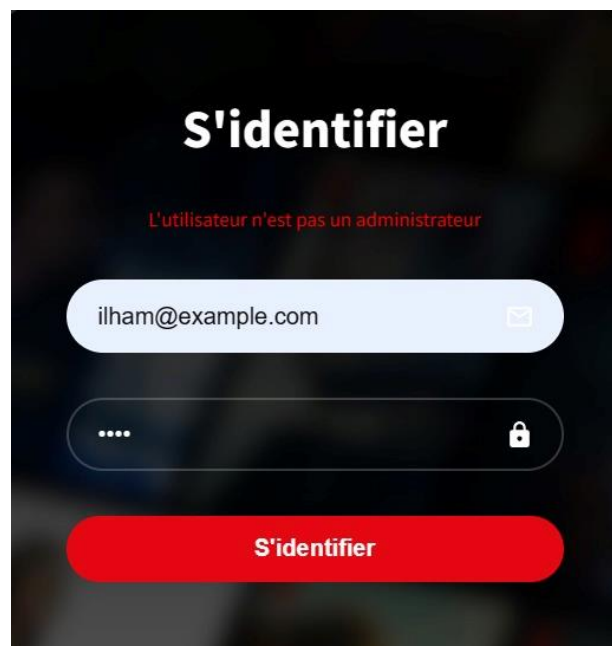 S'identifier
L'utilisateur n'est pas un administrateur
ilham@example.com
••••
S'identifier